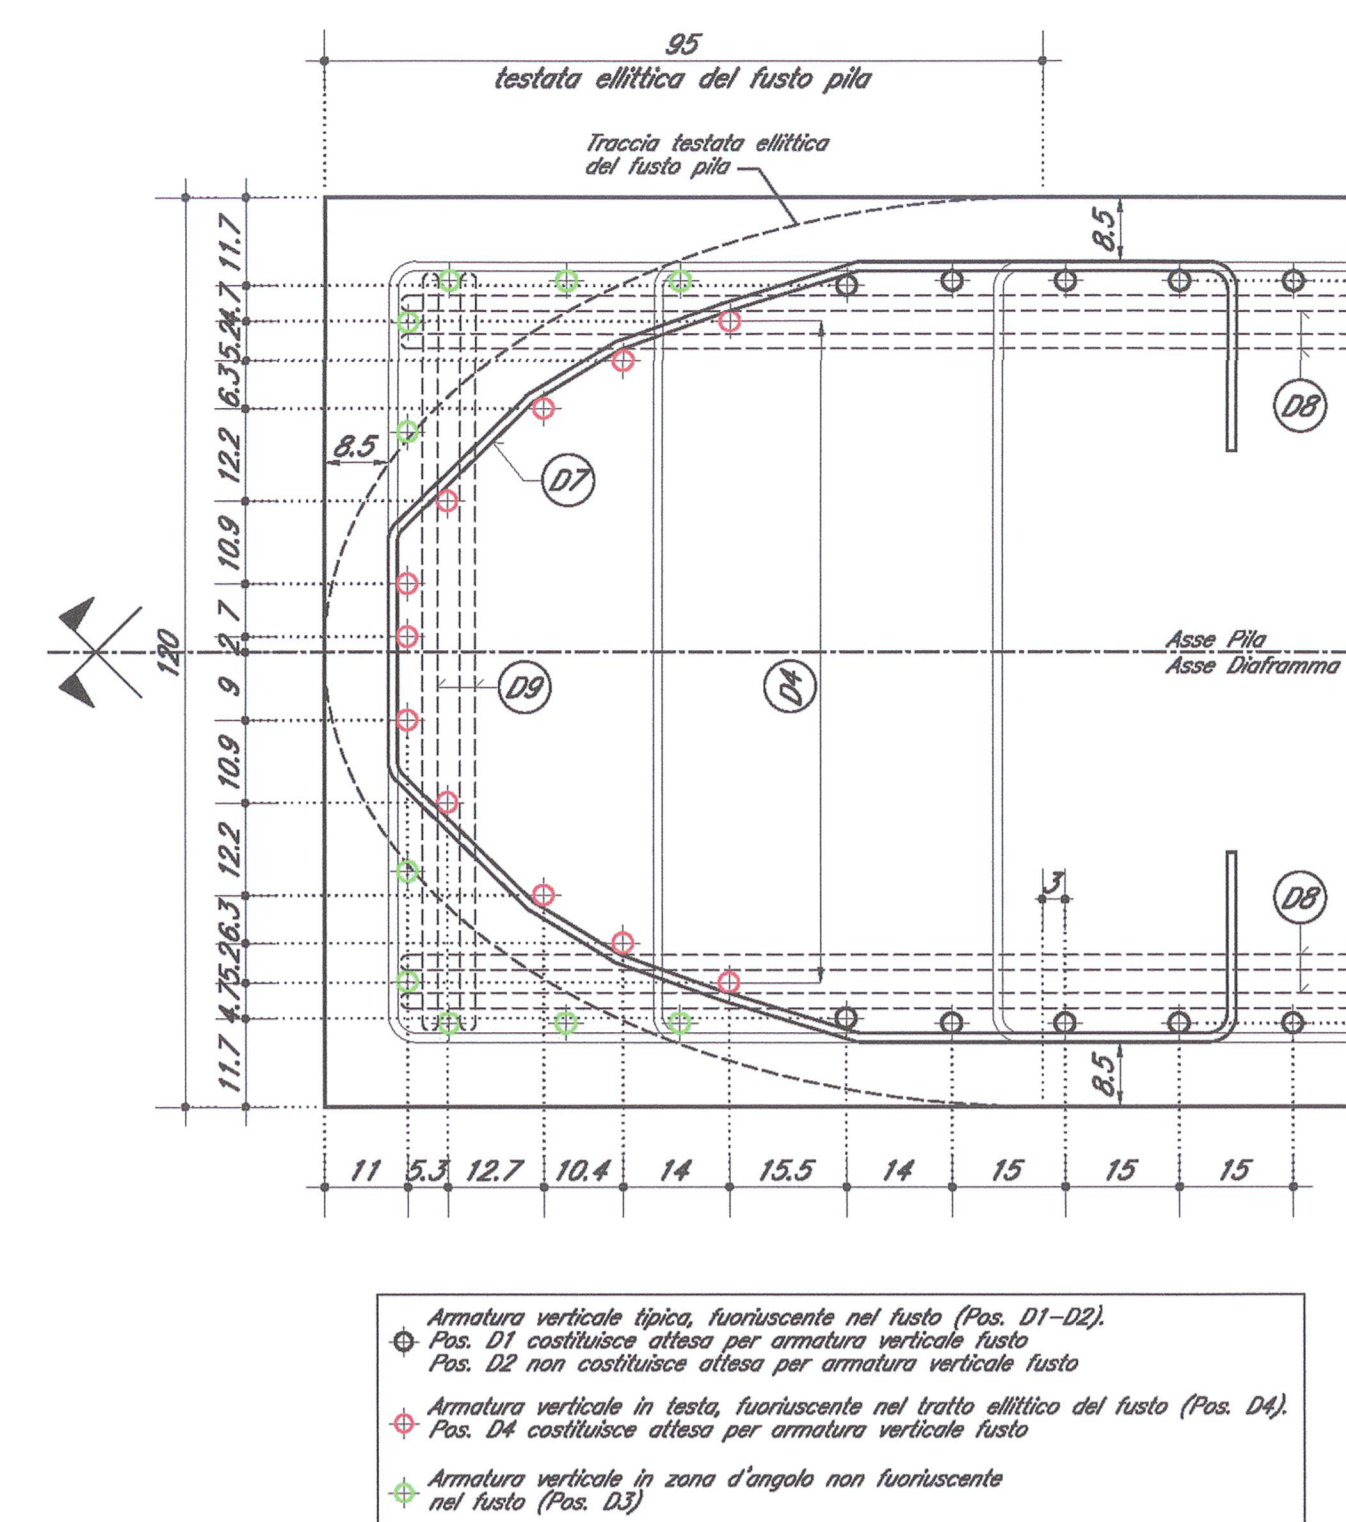 95
testata ellittica del fusto pila
Traccia testata ellittica
del fusto pila
11.7
4.7
5.2
6.3
12.2
10.9
7
2
9
10.9
12.2
6.3
5.2
4.7
11.7
120
8.5
8.5
D8
D7
Asse Pila
Asse Diaframma
D9
D4
3
D8
8.5
11 5.3 12.7 10.4 14 15.5 14 15 15 15
Armatura verticale tipica, fuoriuscente nel fusto (Pos. D1-D2).
Pos. D1 costituisce attesa per armatura verticale fusto
Pos. D2 non costituisce attesa per armatura verticale fusto
Armatura verticale in testa, fuoriuscente nel tratto ellittico del fusto (Pos. D4).
Pos. D4 costituisce attesa per armatura verticale fusto
Armatura verticale in zona d'angolo non fuoriuscente
nel fusto (Pos. D3)